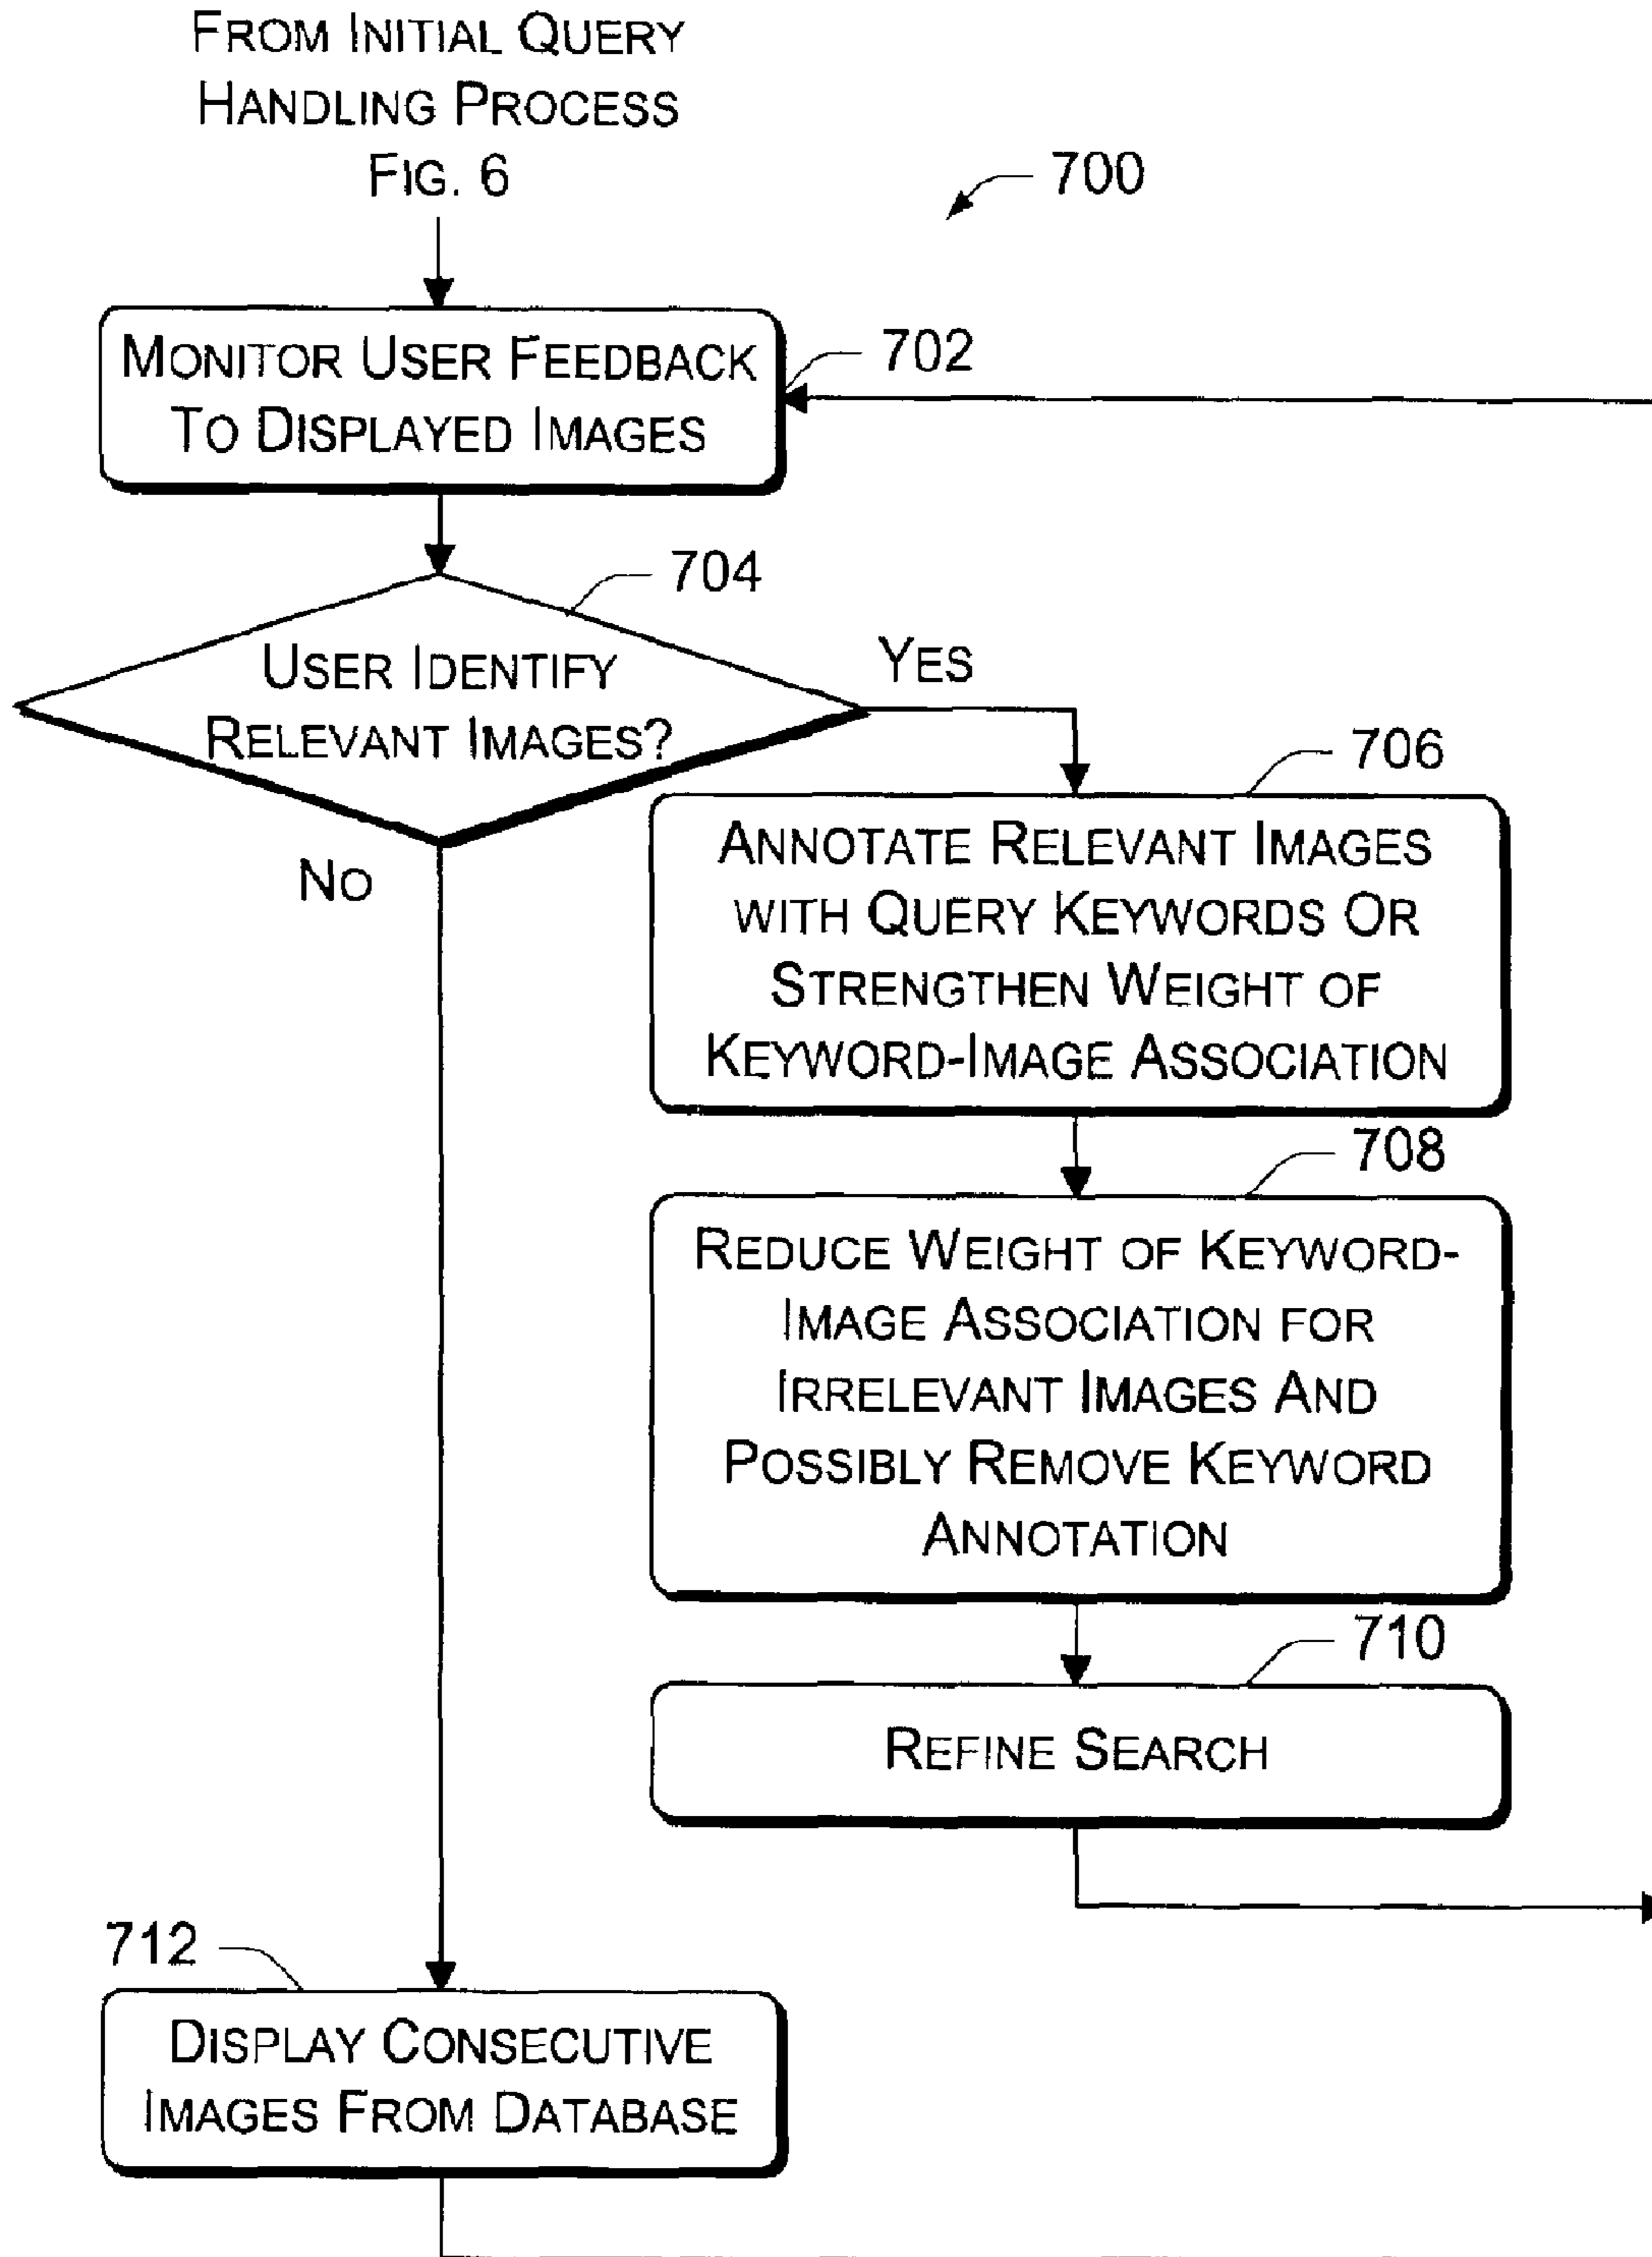 FROM INITIAL QUERY
HANDLING PROCESS
FIG. 6
700
MONITOR USER FEEDBACK
TO DISPLAYED IMAGES
702
704
USER IDENTIFY
RELEVANT IMAGES?
YES
NO
706
ANNOTATE RELEVANT IMAGES
WITH QUERY KEYWORDS OR
STRENGTHEN WEIGHT OF
KEYWORD-IMAGE ASSOCIATION
708
REDUCE WEIGHT OF KEYWORD-
IMAGE ASSOCIATION FOR
IRRELEVANT IMAGES AND
POSSIBLY REMOVE KEYWORD
ANNOTATION
710
REFINE SEARCH
712
DISPLAY CONSECUTIVE
IMAGES FROM DATABASE